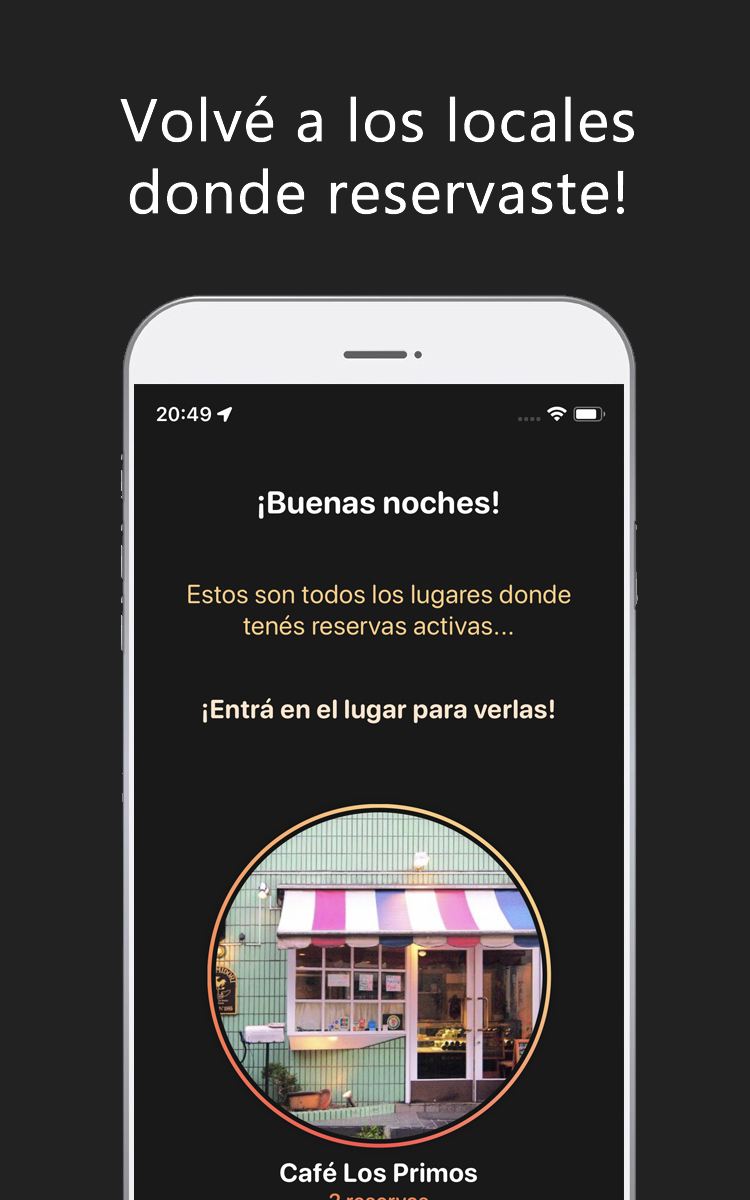 Volvé a los locales
donde reservaste!
20:49
¡Buenas noches!
Estos son todos los lugares donde
tenés reservas activas...
¡Entrá en el lugar para verlas!
Café Los Primos